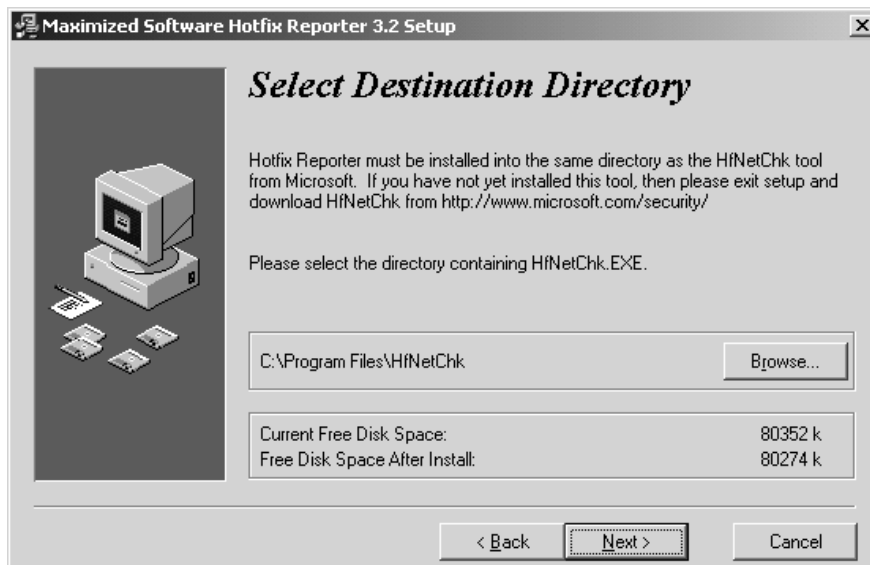 Maximized Software Hotfix Reporter 3.2 Setup
Select Destination Directory
Hotfix Reporter must be installed into the same directory as the HfNetChk tool
from Microsoft. If you have not yet installed this tool, then please exit setup and
download HfNetChk from http://www.microsoft.com/security/
Please select the directory containing HfNetChk.EXE.
C:\Program Files\HfNetChk
Browse...
Current Free Disk Space: 80352 k
Free Disk Space After Install: 80274 k
< Back
Next >
Cancel